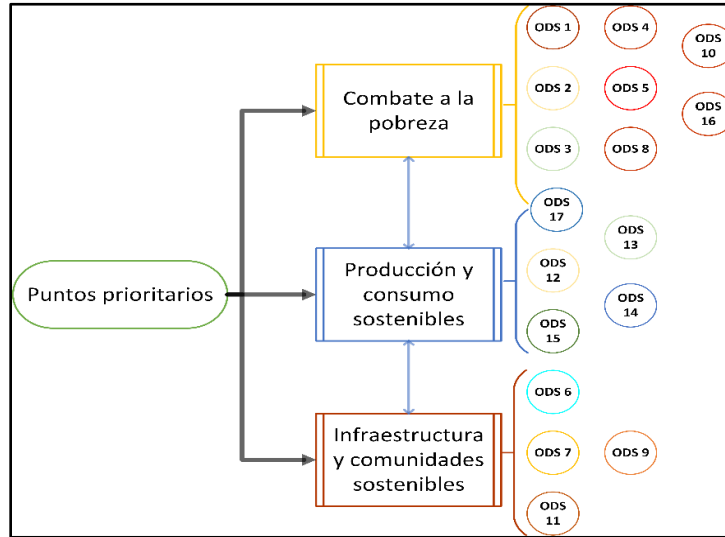 Puntos prioritarios
Combate a la
pobreza
ODS 1
ODS 4
ODS
10
ODS 2
ODS 5
ODS
16
ODS 3
ODS 8
Producción y
consumo
sostenibles
ODS
17
ODS
13
ODS
12
ODS
14
ODS
15
Infraestructura
y comunidades
sostenibles
ODS 6
ODS 7
ODS 9
ODS
11